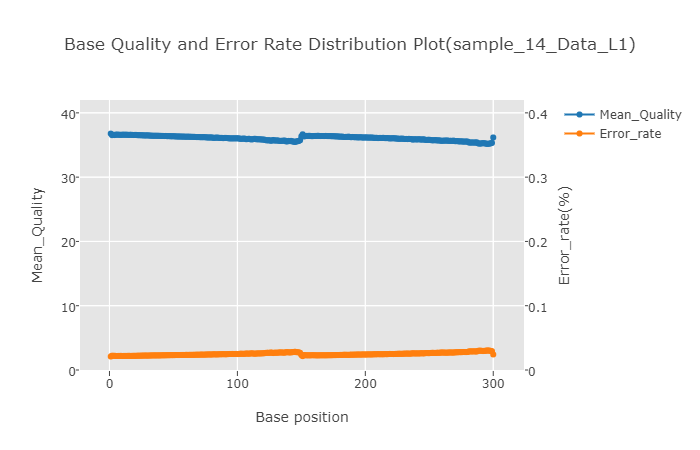 Base Quality and Error Rate Distribution Plot(sample_14_Data_L1)
Mean_Quality
Error_rate
40
30
20
10
0
0.4
0.3
0.2
0.1
0
0
100
200
300
Mean_Quality
Error_rate(%)
Base position